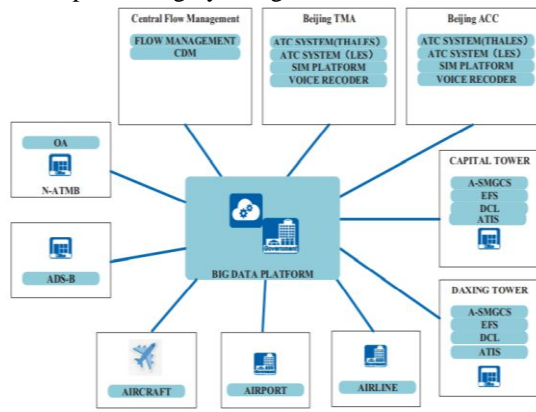 Central Flow Management
FLOW MANAGEMENT
CDM
Beijing TMA
ATC SYSTEM(THALES)
ATC SYSTEM（LES）
SIM PLATFORM
VOICE RECODER
Beijing ACC
ATC SYSTEM(THALES)
ATC SYSTEM（LES）
SIM PLATFORM
VOICE RECODER
OA
N-ATMB
CAPITAL TOWER
A-SMGCS
EFS
DCL
ATIS
Government
BIG DATA PLATFORM
ADS-B
DAXING TOWER
A-SMGCS
EFS
DCL
ATIS
AIRCRAFT
AIRPORT
AIRLINE